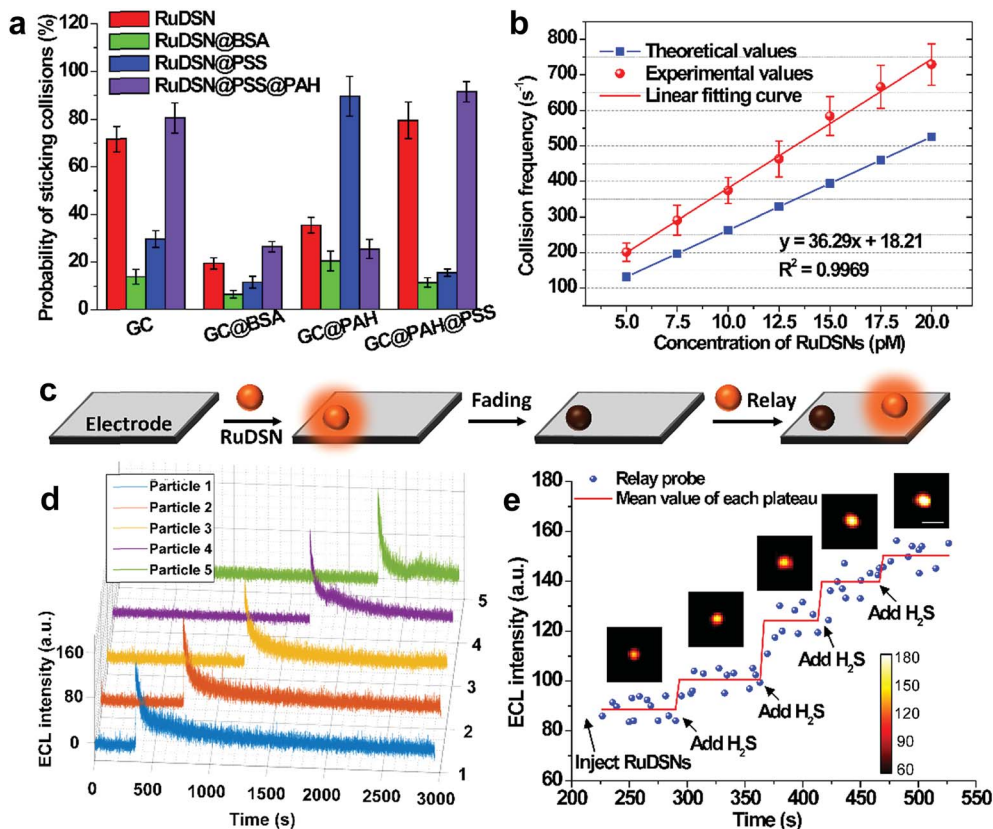 a
RuDSN
RuDSN@BSA
RuDSN@PSS
RuDSN@PSS@PAH
Probability of sticking collisions (%)
120
100
80
60
40
20
0
GC
GC@BSA
GC@PAH
GC@PAH@PSS
b
Theoretical values
Experimental values
Linear fitting curve
Collision frequency (s⁻¹)
800
700
600
500
400
300
200
100
y = 36.29x + 18.21
R² = 0.9969
5.0 7.5 10.0 12.5 15.0 17.5 20.0
Concentration of RuDSNs (pM)
c
Electrode
RuDSN
Fading
Relay
d
Particle 1
Particle 2
Particle 3
Particle 4
Particle 5
ECL intensity (a.u.)
160
80
0
0 500 1000 1500 2000 2500 3000
Time (s)
5
4
3
2
1
e
Relay probe
Mean value of each plateau
ECL intensity (a.u.)
180
160
140
120
100
80
60
Inject RuDSNs
Add H₂S
Add H₂S
Add H₂S
Add H₂S
180
150
120
90
60
200 250 300 350 400 450 500 550
Time (s)